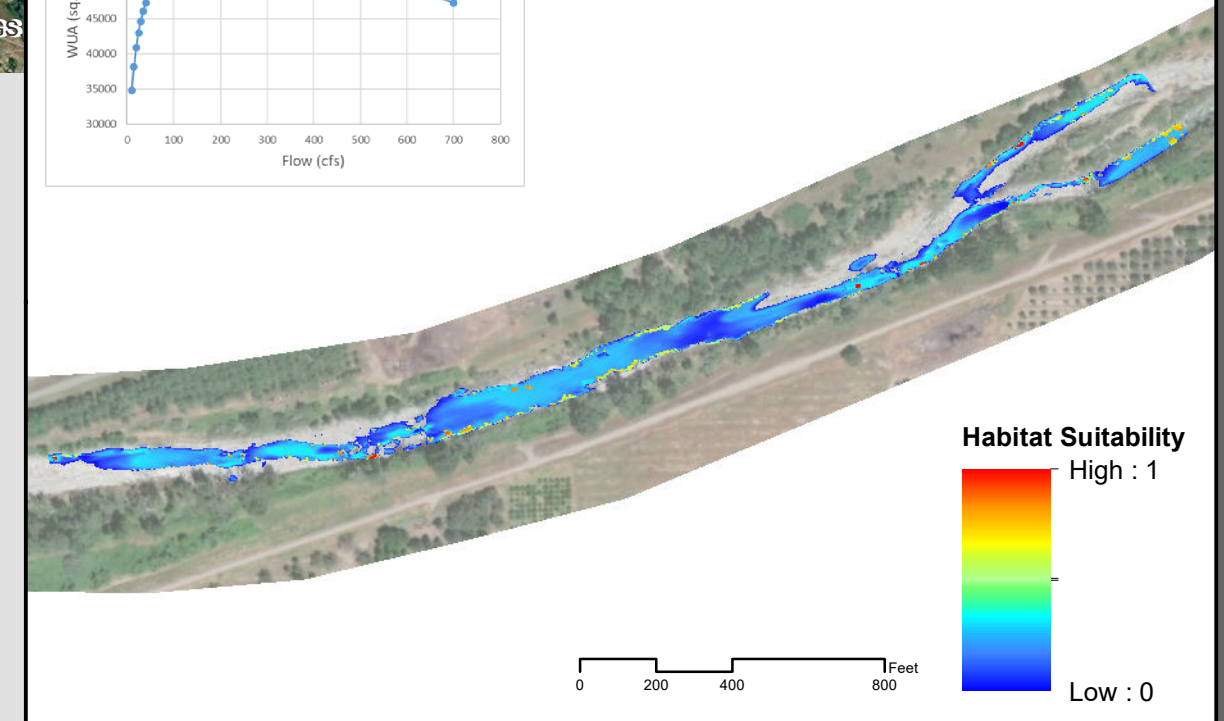 WUA (sq.
45000
40000
35000
30000
0 100 200 300 400 500 600 700 800
Flow (cfs)
Habitat Suitability
High : 1
=
Low : 0
Feet
0 200 400 800